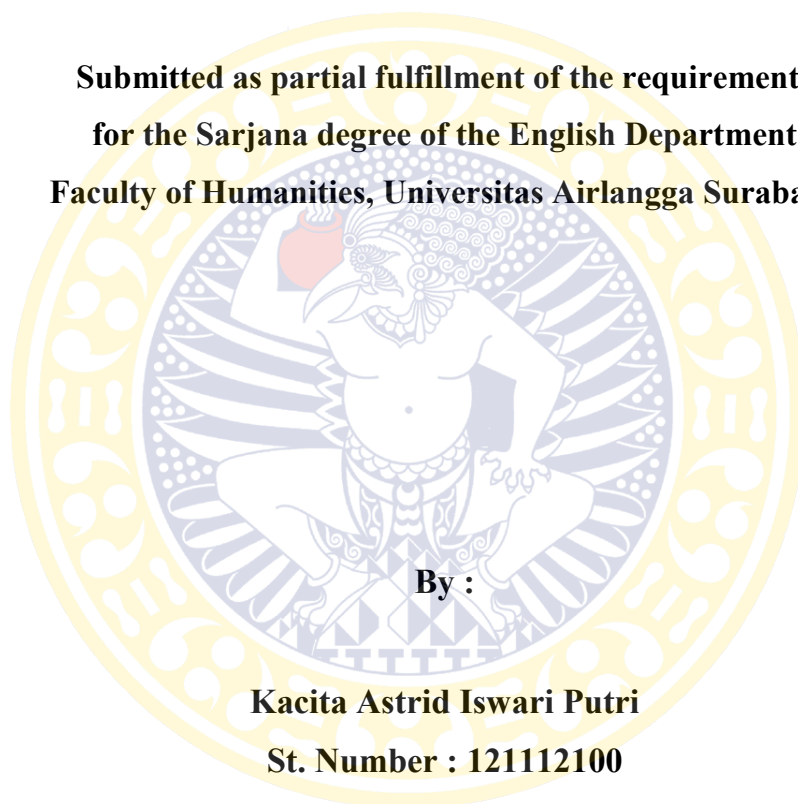 Submitted as partial fulfillment of the requirement
for the Sarjana degree of the English Department
Faculty of Humanities, Universitas Airlangga Suraba
By :
Kacita Astrid Iswari Putri
St. Number : 121112100